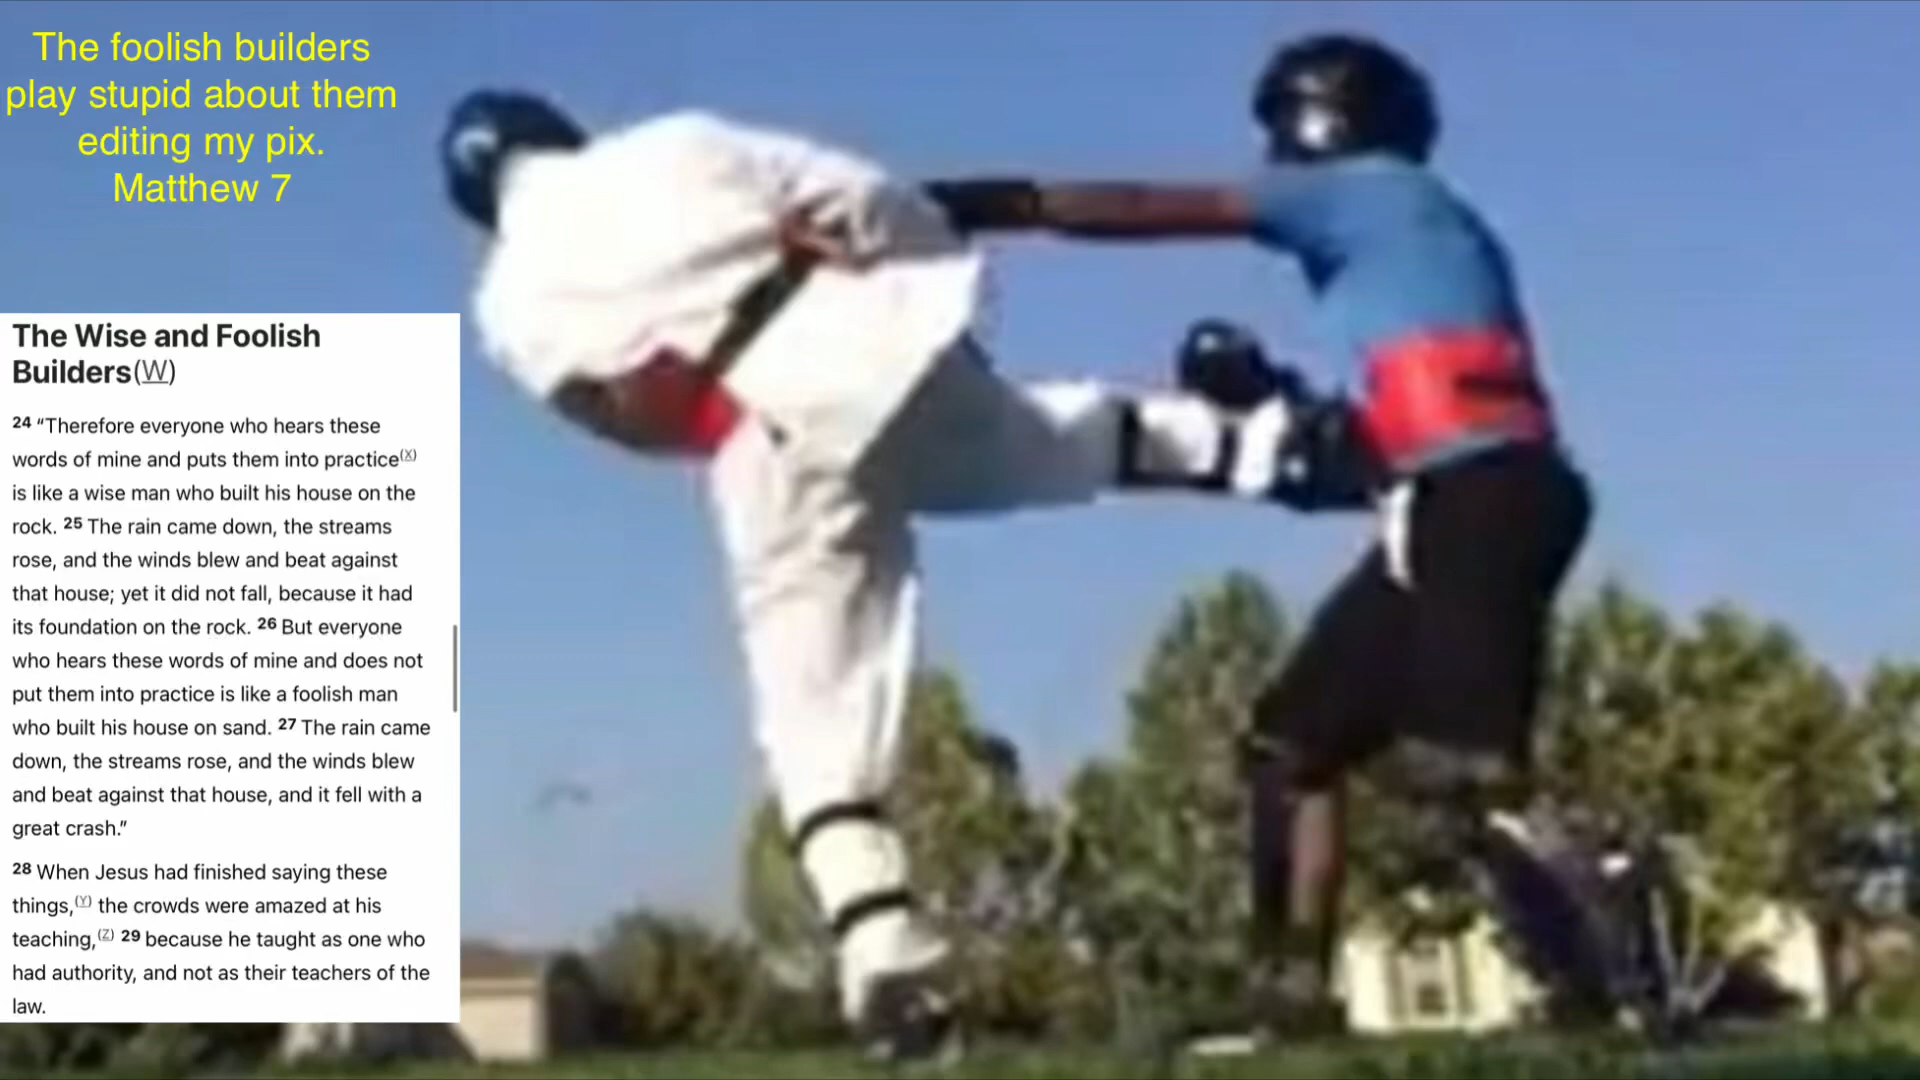 The foolish builders
play stupid about them
editing my pix.
Matthew 7
The Wise and Foolish
Builders(W)
24 “Therefore everyone who hears these
words of mine and puts them into practice(X)
is like a wise man who built his house on the
rock. 25 The rain came down, the streams
rose, and the winds blew and beat against
that house; yet it did not fall, because it had
its foundation on the rock. 26 But everyone
who hears these words of mine and does not
put them into practice is like a foolish man
who built his house on sand. 27 The rain came
down, the streams rose, and the winds blew
and beat against that house, and it fell with a
great crash.”
28 When Jesus had finished saying these
things,(Y) the crowds were amazed at his
teaching,(Z) 29 because he taught as one who
had authority, and not as their teachers of the
law.